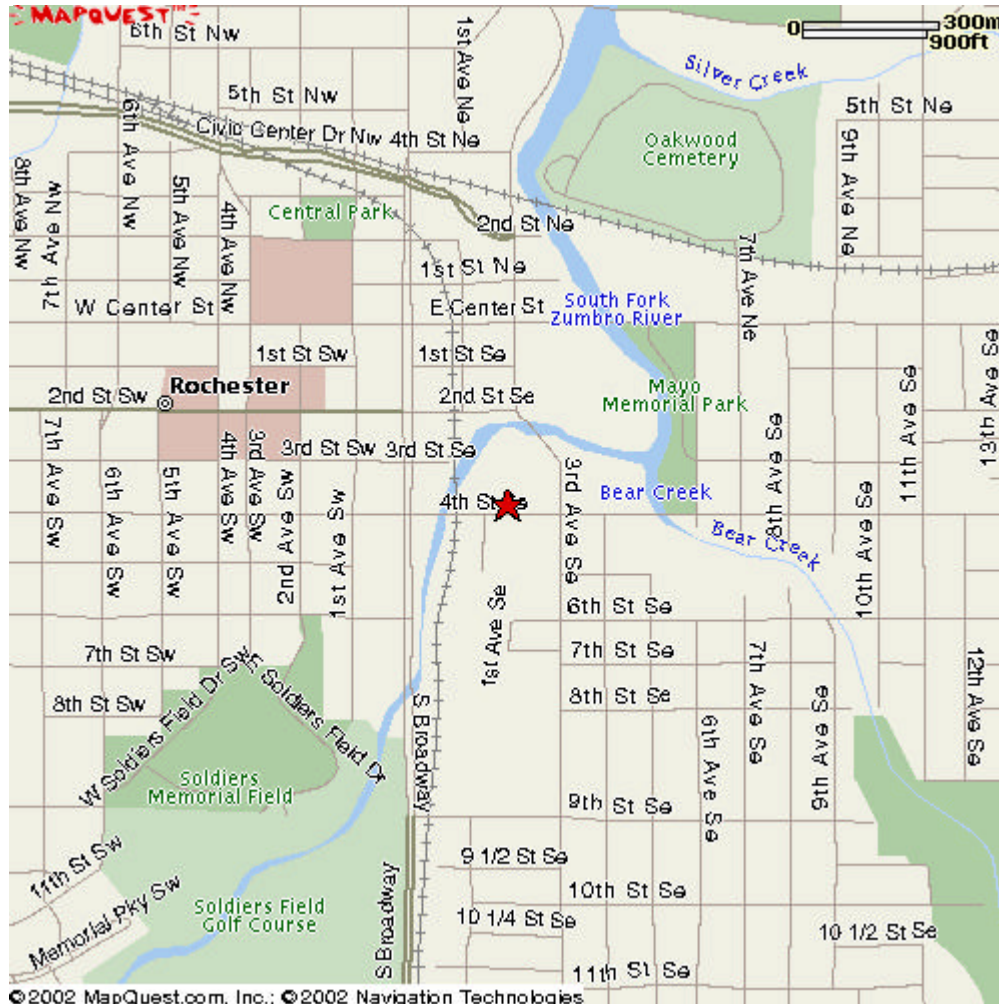 MAPQUEST
6th St Nw
1st Ave Ne
0 300m
900ft
Silver Creek
5th St Nw
5th St Ne
Civic Center Dr Nw
4th St Ne
Oakwood
Cemetery
8th Ave Nw
7th Ave Nw
6th Ave Nw
5th Ave Nw
4th Ave Nw
9th Ave Ne
Central Park
2nd St Ne
7th Ave Ne
1st St Ne
W Center St
E Center St
South Fork
Zumbro River
1st St Sw
1st St Se
13th Ave Se
Rochester
Mayo
Memorial Park
2nd St Sw
2nd St Se
11th Ave Se
3rd St Sw
3rd St Se
7th Ave Sw
6th Ave Sw
5th Ave Sw
4th Ave Sw
3rd Ave Sw
2nd Ave Sw
1st Ave Sw
8th Ave Se
4th St
3rd Ave Se
Bear Creek
Bear Creek
10th Ave Se
1st Ave Se
6th St Se
7th St Sw
7th St Se
7th Ave Se
12th Ave Se
8th St Sw
8th St Se
W Soldiers Field Dr Sw
E Soldiers Field Dr
S Broadway
6th Ave Se
9th Ave Se
Soldiers
Memorial Field
9th St Se
11th St Sw
9 1/2 St Se
Memorial Pky Sw
S Broadway
10th St Se
Soldiers Field
Golf Course
10 1/4 St Se
10 1/2 St Se
11th St Se
©2002 MapQuest.com, Inc.; ©2002 Navigation Technologies